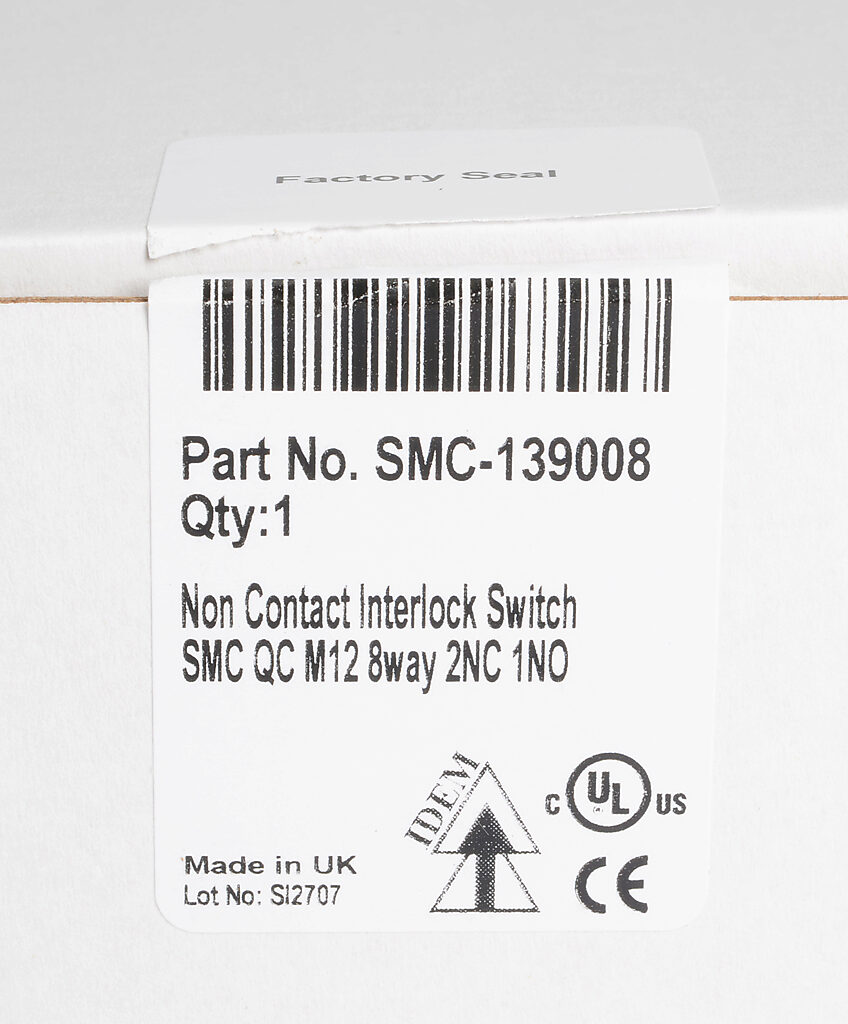 Factory Seal
Part No. SMC-139008
Qty:1
Non Contact Interlock Switch
SMC QC M12 8way 2NC 1NO
IDEM
C UL US
CE
Made in UK
Lot No: SI2707